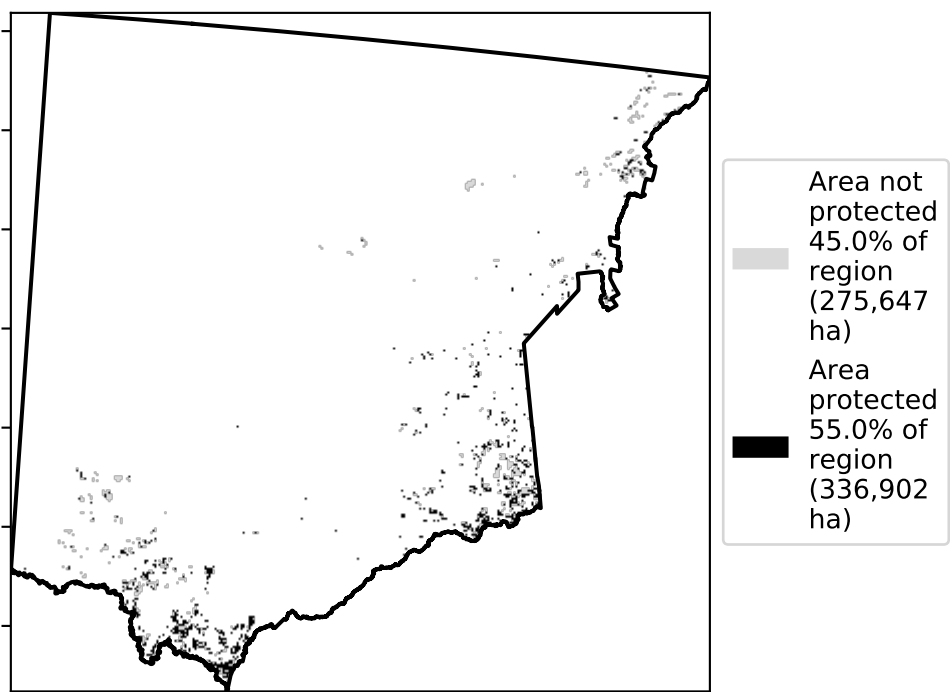 Area not
protected
45.0% of
region
(275,647
ha)
Area
protected
55.0% of
region
(336,902
ha)